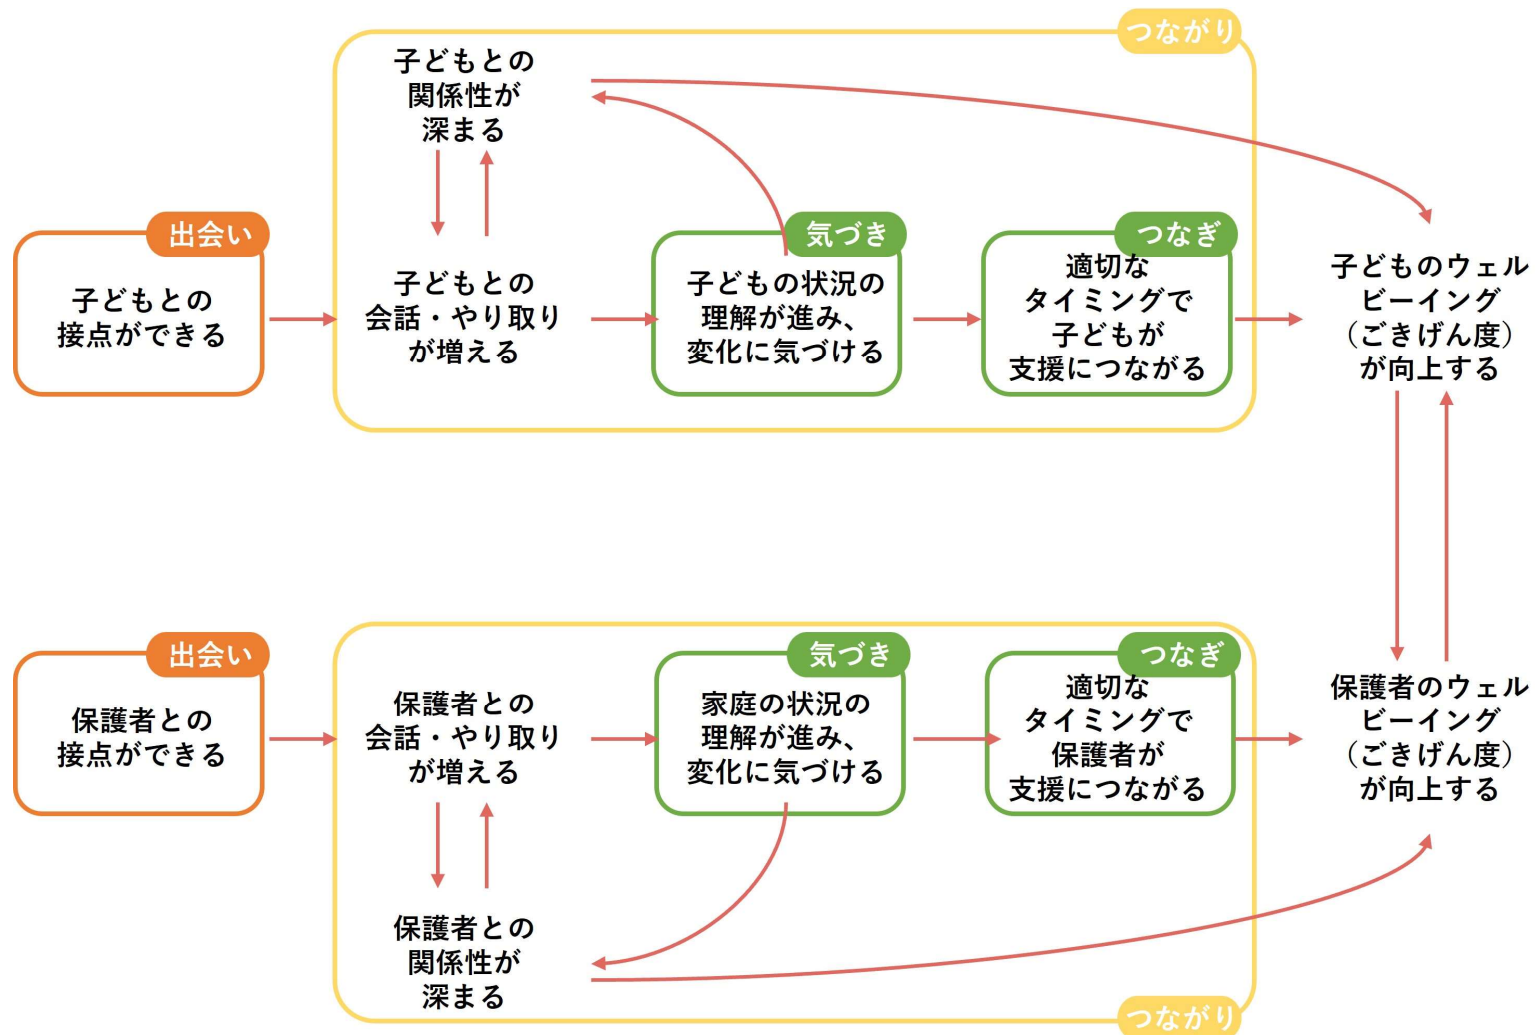 つながり
子どもとの
関係性が
深まる
出会い
子どもとの
接点ができる
子どもとの
会話・やり取り
が増える
気づき
子どもの状況の
理解が進み、
変化に気づける
つなぎ
適切な
タイミングで
子どもが
支援につながる
子どものウェル
ビーイング
（ごきげん度）
が向上する
出会い
保護者との
接点ができる
保護者との
会話・やり取り
が増える
気づき
家庭の状況の
理解が進み、
変化に気づける
つなぎ
適切な
タイミングで
保護者が
支援につながる
保護者のウェル
ビーイング
（ごきげん度）
が向上する
保護者との
関係性が
深まる
つながり